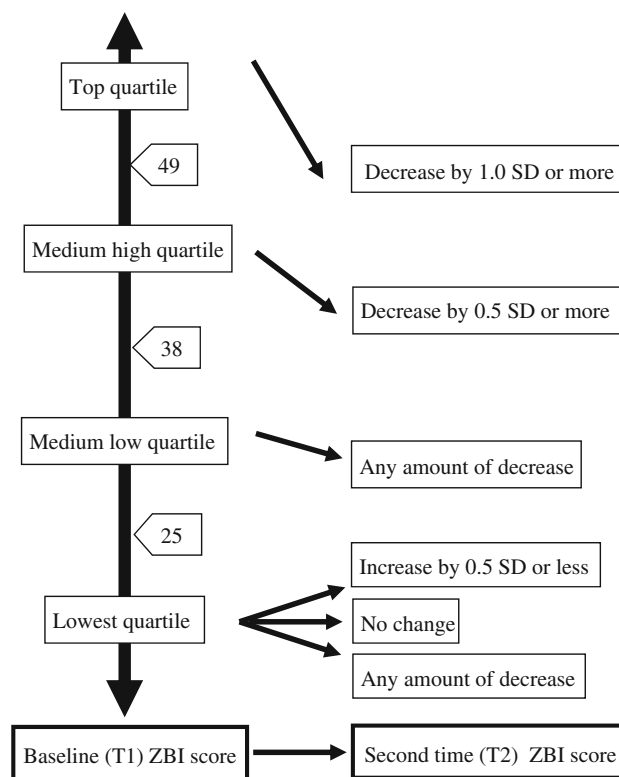 Top quartile
49
Decrease by 1.0 SD or more
Medium high quartile
Decrease by 0.5 SD or more
38
Medium low quartile
Any amount of decrease
25
Increase by 0.5 SD or less
Lowest quartile
No change
Any amount of decrease
Baseline (T1) ZBI score
Second time (T2) ZBI score